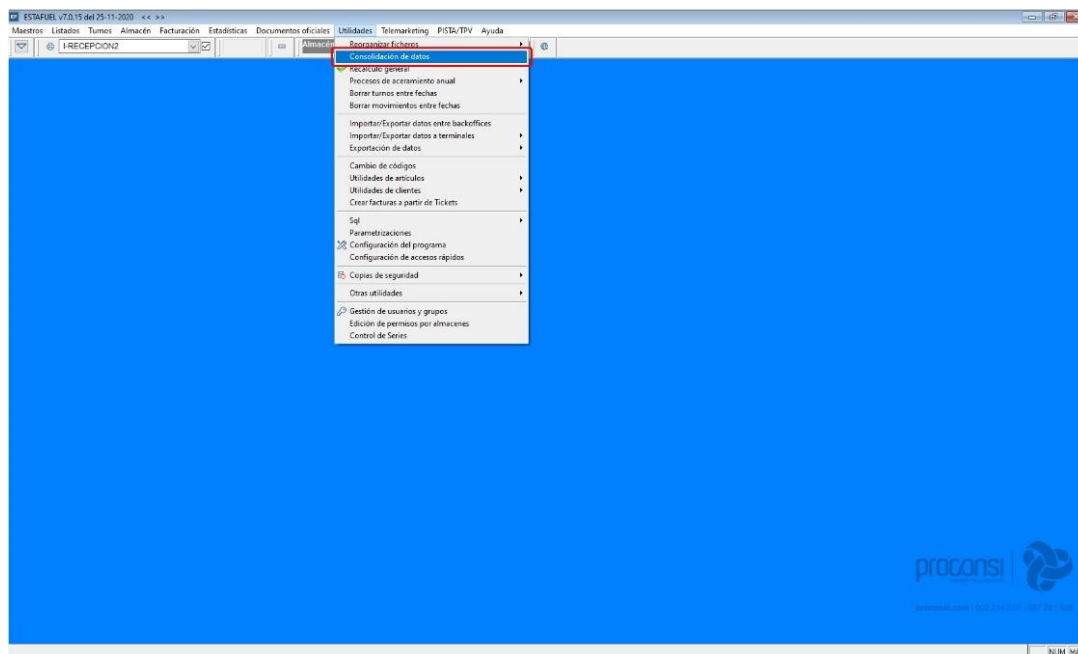 ESTAFUEL v7.0.15 del 25-11-2020 << >>
Maestros Listados Turnos Almacén Facturación Estadísticas Documentos oficiales Utilidades Telemarketing PISTA/TPV Ayuda
I-RECEPCION2
Almacén
Reorganizar ficheros
Consolidación de datos
Recálculo general
Procesos de aceramiento anual
Borrar turnos entre fechas
Borrar movimientos entre fechas
Importar/Exportar datos entre backoffices
Importar/Exportar datos a terminales
Exportación de datos
Cambio de códigos
Utilidades de artículos
Utilidades de clientes
Crear facturas a partir de Tickets
Sql
Parametrizaciones
Configuración del programa
Configuración de accesos rápidos
Copias de seguridad
Otras utilidades
Gestión de usuarios y grupos
Edición de permisos por almacenes
Control de Series
proconsi
NUM